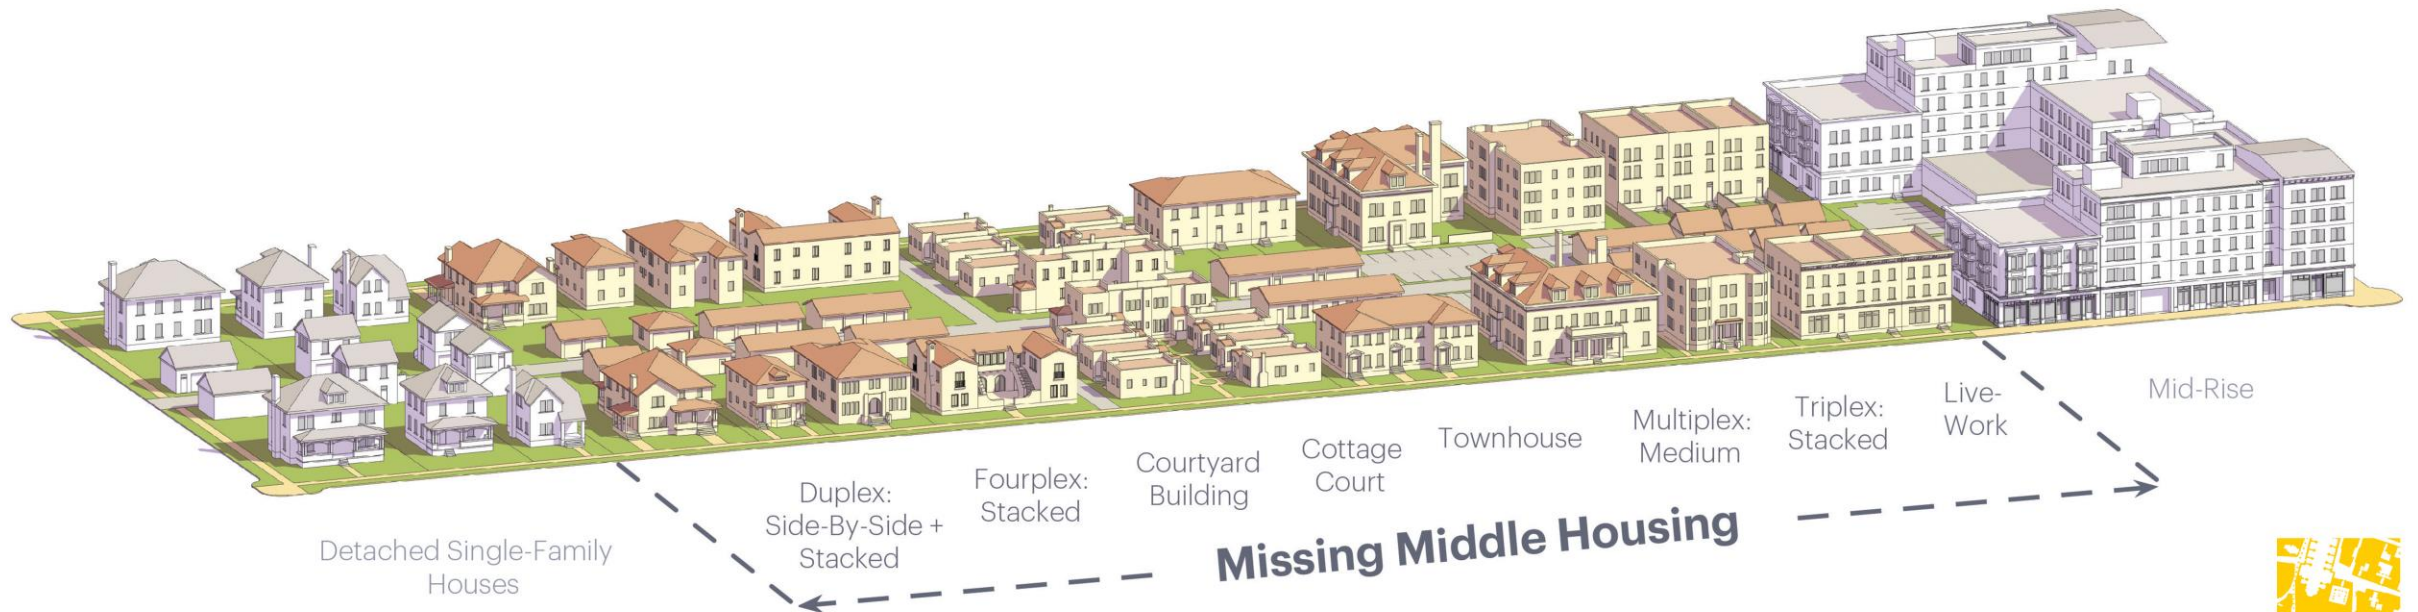 Detached Single-Family
Houses
Duplex:
Side-By-Side +
Stacked
Fourplex:
Stacked
Courtyard
Building
Cottage
Court
Townhouse
Multiplex:
Medium
Triplex:
Stacked
Live-
Work
Mid-Rise
Missing Middle Housing